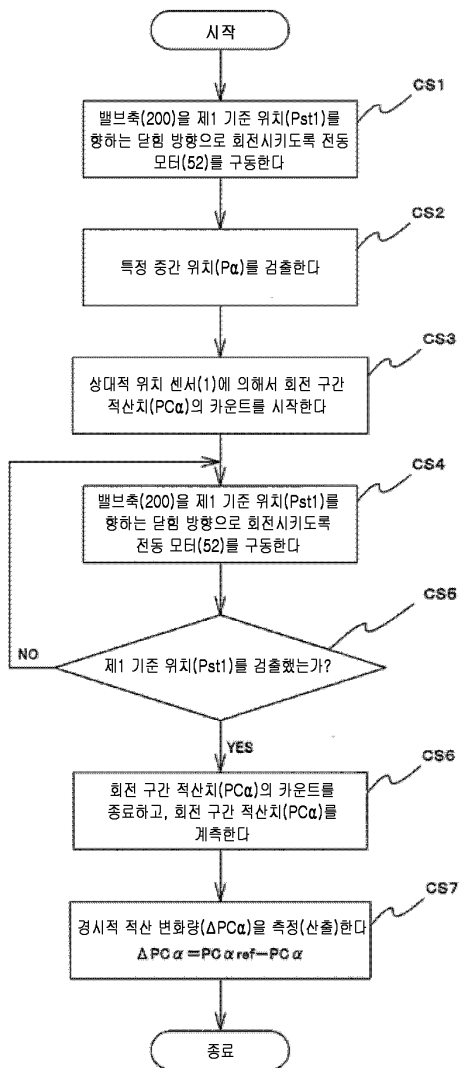 시작
CS1
밸브축(200)을 제1 기준 위치(Pst1)를
향하는 닫힘 방향으로 회전시키도록 전동
모터(52)를 구동한다
CS2
특정 중간 위치(Pα)를 검출한다
CS3
상대적 위치 센서(1)에 의해서 회전 구간
적산치(PCα)의 카운트를 시작한다
CS4
밸브축(200)을 제1 기준 위치(Pst1)를
향하는 닫힘 방향으로 회전시키도록
전동 모터(52)를 구동한다
CS5
NO
제1 기준 위치(Pst1)를 검출했는가?
YES
CS6
회전 구간 적산치(PCα)의 카운트를
종료하고, 회전 구간 적산치(PCα)를
계측한다
CS7
경시적 적산 변화량(ΔPCα)을 측정(산출)한다
ΔPCα=PCαref-PCα
종료